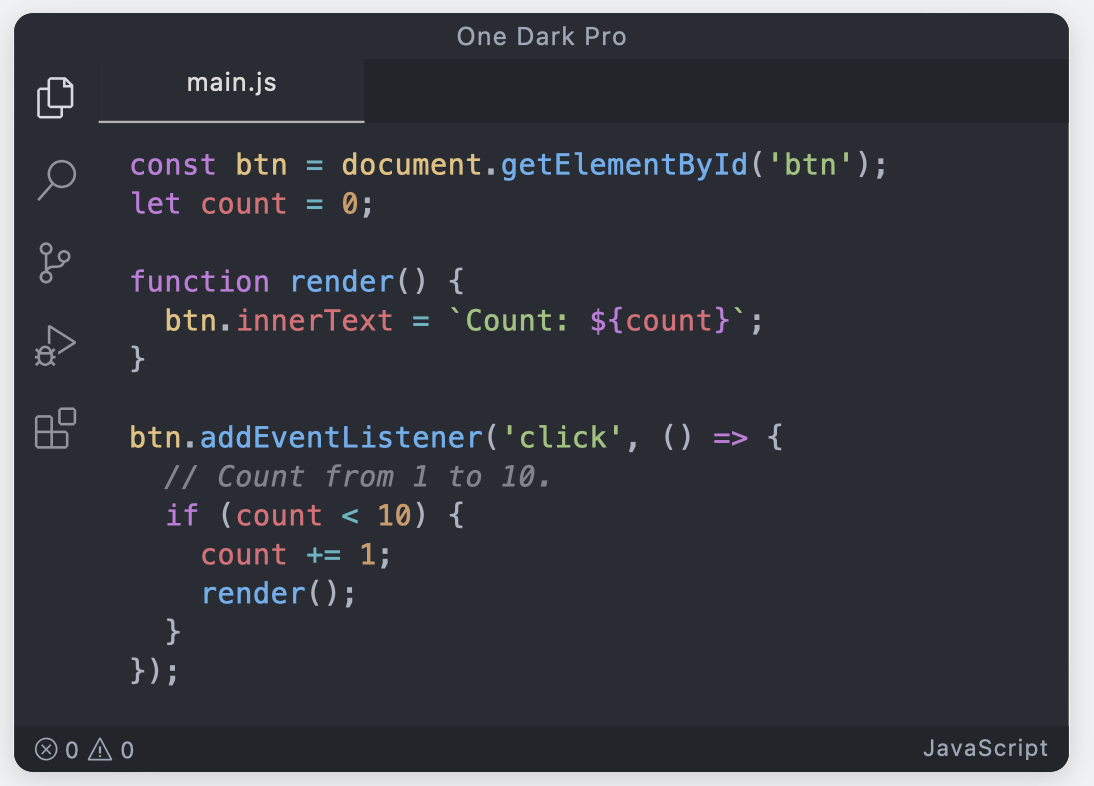 One Dark Pro
main.js
const btn = document.getElementById('btn');
let count = 0;
function render() {
  btn.innerText = `Count: ${count}`;
}
btn.addEventListener('click', () => {
  // Count from 1 to 10.
  if (count < 10) {
    count += 1;
    render();
  }
});
0 0
JavaScript